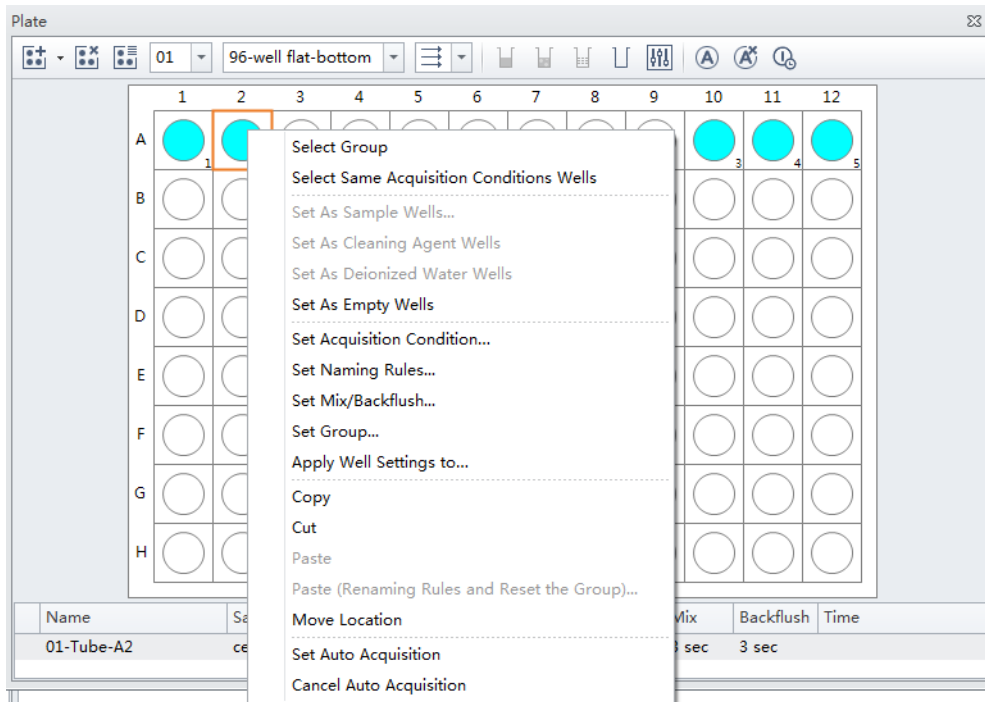 Plate
01 96-well flat-bottom
1 2 3 4 5 6 7 8 9 10 11 12
A 1 3 4 5
Select Group
Select Same Acquisition Conditions Wells
B
Set As Sample Wells...
Set As Cleaning Agent Wells
C
Set As Deionized Water Wells
Set As Empty Wells
D
Set Acquisition Condition...
Set Naming Rules...
E
Set Mix/Backflush...
Set Group...
F
Apply Well Settings to...
G
Copy
Cut
H
Paste
Paste (Renaming Rules and Reset the Group)...
Name Sa Mix Backflush Time
Move Location
01-Tube-A2 ce sec 3 sec
Set Auto Acquisition
Cancel Auto Acquisition